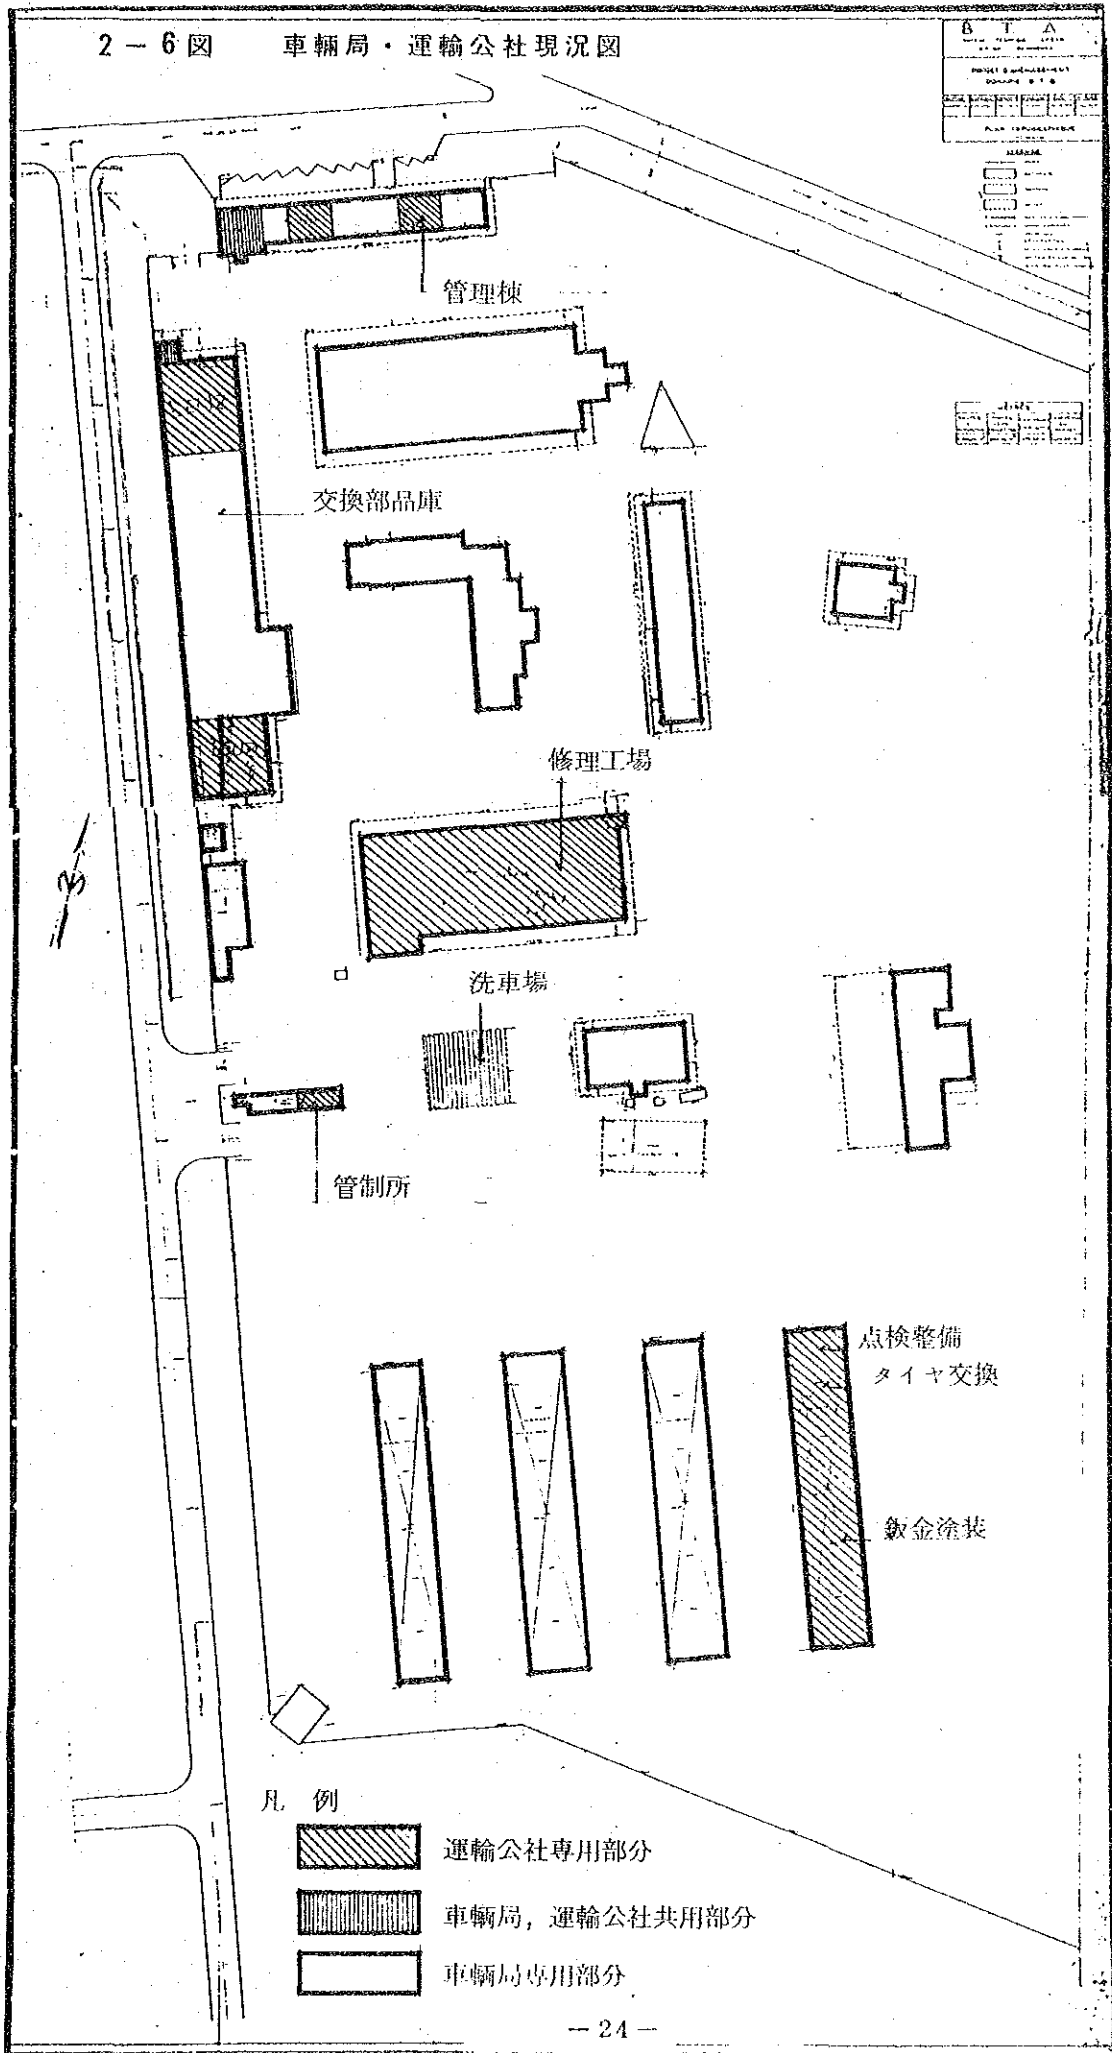 2－6図　車輛局・運輸公社現況図
B T A
管理棟
交換部品庫
修理工場
洗車場
管制所
点検整備
タイヤ交換
鈑金塗装
凡 例
運輸公社専用部分
車輛局，運輸公社共用部分
車輛局専用部分
－24－